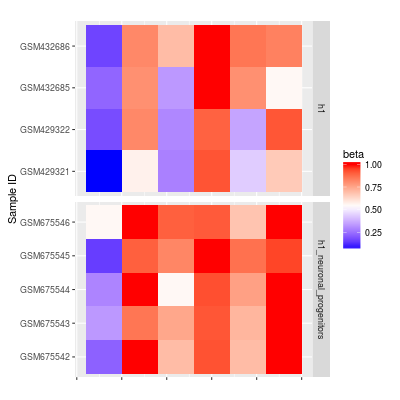 GSM432686
GSM432685
GSM429322
GSM429321
h1
GSM675546
GSM675545
GSM675544
GSM675543
GSM675542
h1_neuronal_progenitors
Sample ID
beta
1.00
0.75
0.50
0.25